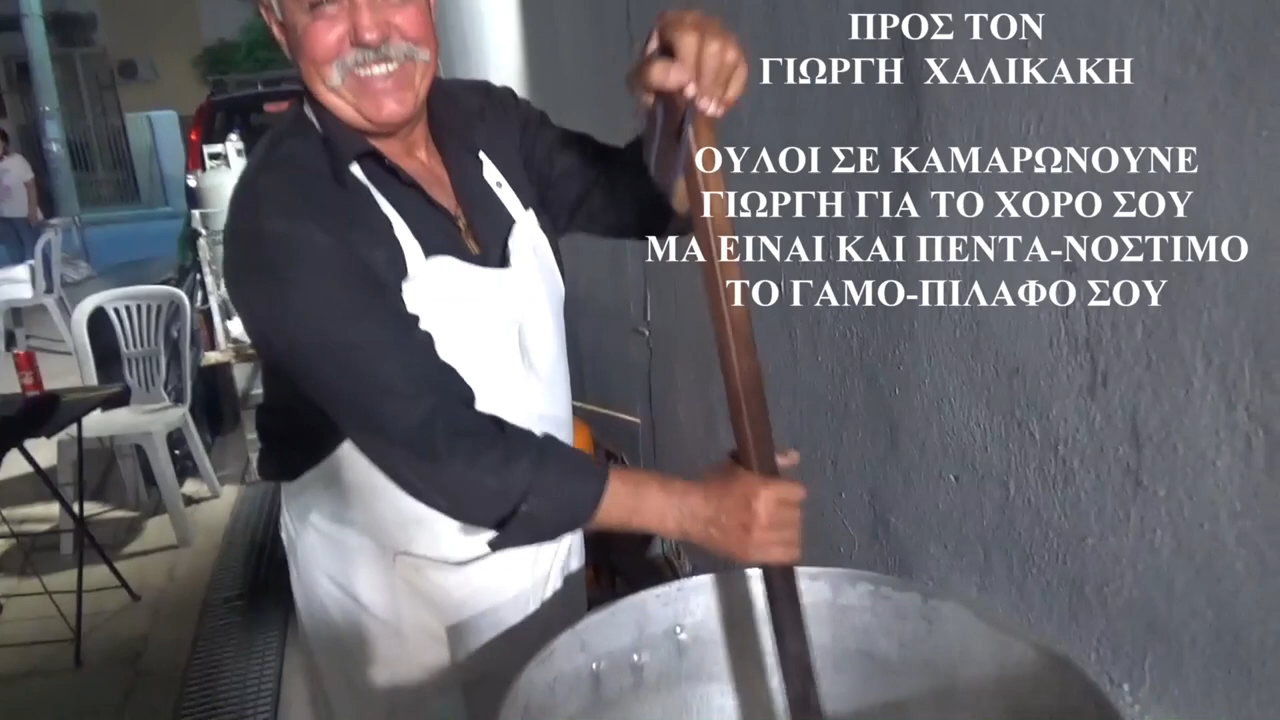 ΠΡΟΣ ΤΟΝ
ΓΙΩΡΓΗ ΧΑΛΙΚΑΚΗ
ΟΥΛΟΙ ΣΕ ΚΑΜΑΡΩΝΟΥΝΕ
ΓΙΩΡΓΗ ΓΙΑ ΤΟ ΧΟΡΟ ΣΟΥ
ΜΑ ΕΙΝΑΙ ΚΑΙ ΠΕΝΤΑ-ΝΟΣΤΙΜΟ
ΤΟ ΓΑΜΟ-ΠΙΛΑΦΟ ΣΟΥ